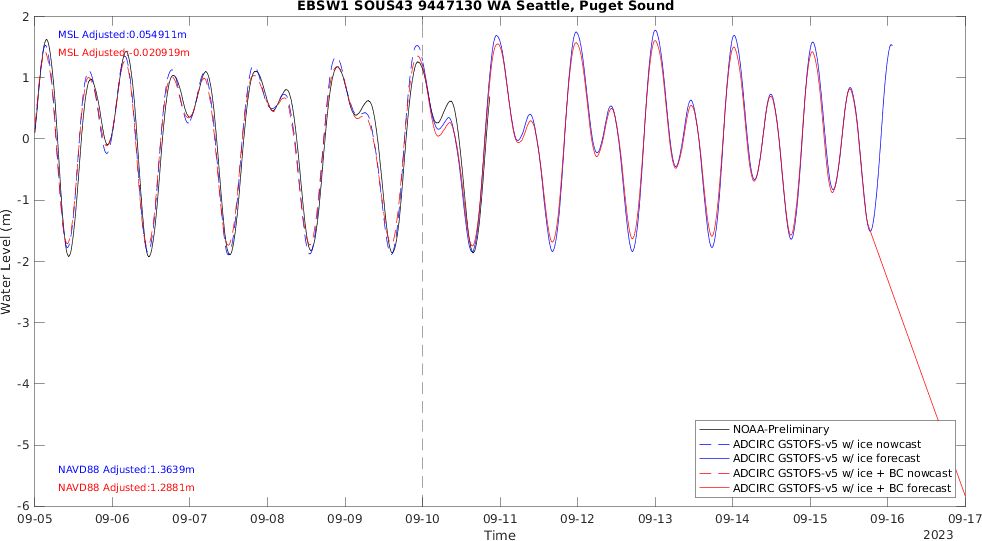 EBSW1 SOUS43 9447130 WA Seattle, Puget Sound
MSL Adjusted:0.054911m
MSL Adjusted:-0.020919m
Water Level (m)
2
1
0
-1
-2
-3
-4
-5
-6
NAVD88 Adjusted:1.3639m
NAVD88 Adjusted:1.2881m
NOAA-Preliminary
ADCIRC GSTOFS-v5 w/ ice nowcast
ADCIRC GSTOFS-v5 w/ ice forecast
ADCIRC GSTOFS-v5 w/ ice + BC nowcast
ADCIRC GSTOFS-v5 w/ ice + BC forecast
09-05 09-06 09-07 09-08 09-09 09-10 09-11 09-12 09-13 09-14 09-15 09-16 09-17
Time
2023